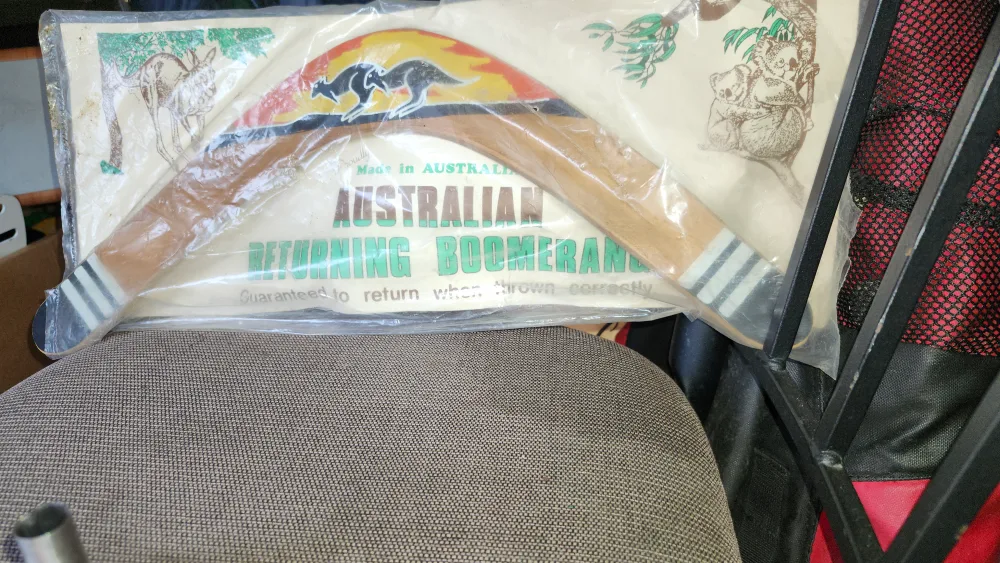 Made in AUSTRALIA
AUSTRALIAN
RETURNING BOOMERANG
Guaranteed to return when thrown correctly